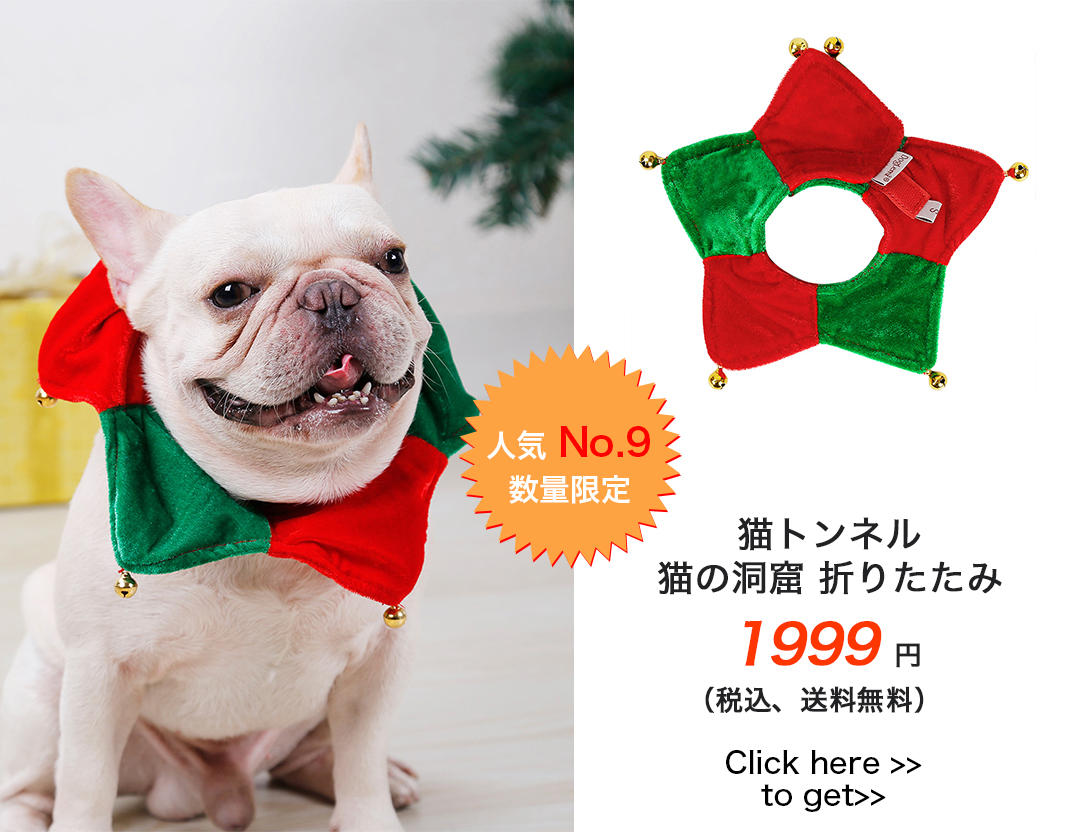 人気 No.9
数量限定
猫トンネル
猫の洞窟 折りたたみ
1999 円
（税込、送料無料）
Click here >>
to get>>
S